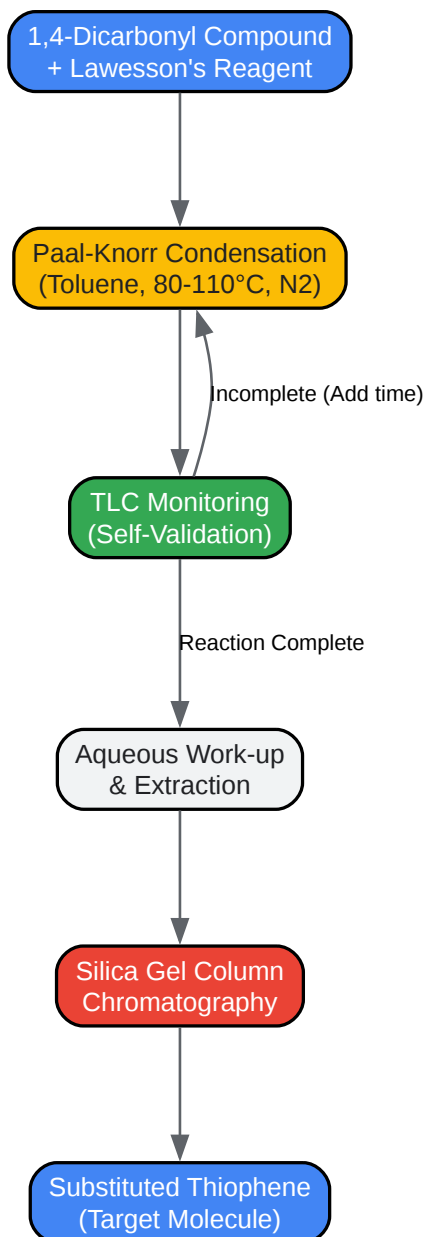 1,4-Dicarbonyl Compound
+ Lawesson's Reagent
Paal-Knorr Condensation
(Toluene, 80-110°C, N2)
Incomplete (Add time)
TLC Monitoring
(Self-Validation)
Reaction Complete
Aqueous Work-up
& Extraction
Silica Gel Column
Chromatography
Substituted Thiophene
(Target Molecule)